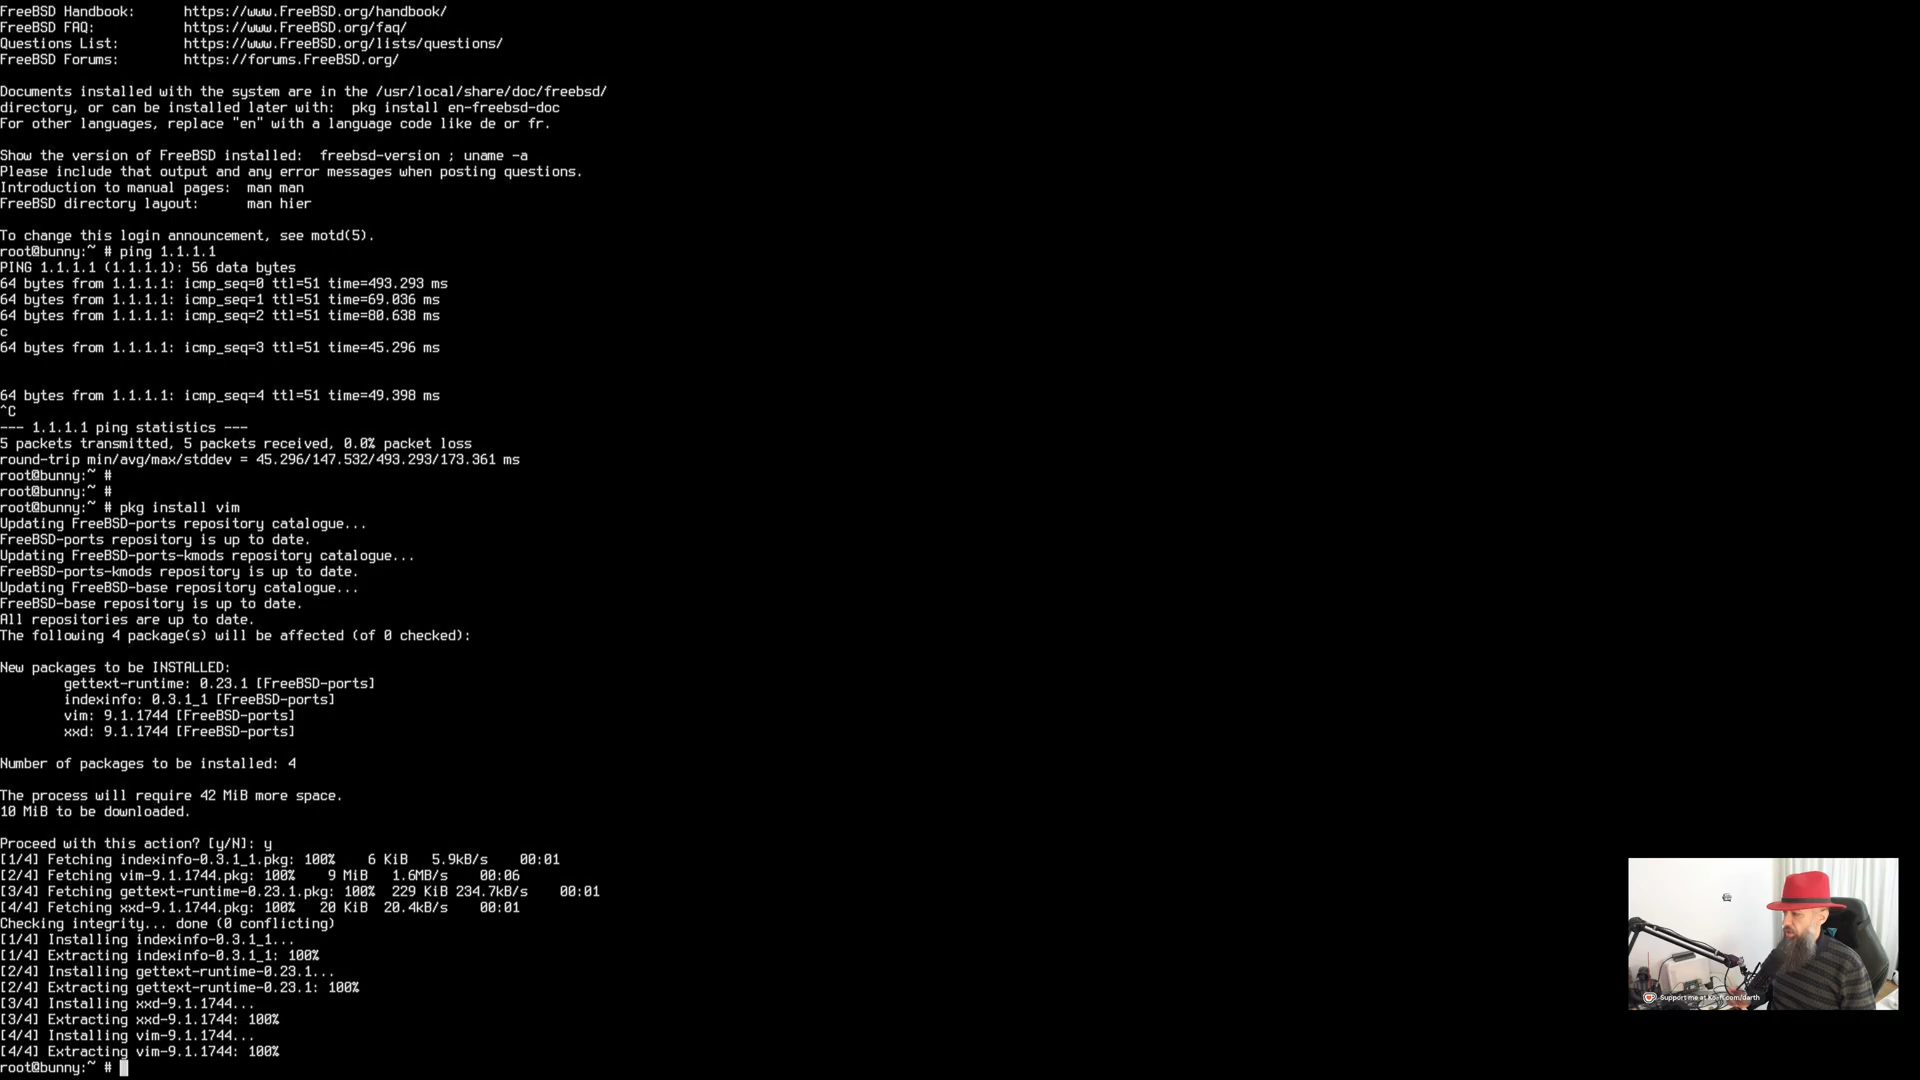 FreeBSD Handbook:      https://www.FreeBSD.org/handbook/
FreeBSD FAQ:           https://www.FreeBSD.org/faq/
Questions List:        https://www.FreeBSD.org/lists/questions/
FreeBSD Forums:        https://forums.FreeBSD.org/
Documents installed with the system are in the /usr/local/share/doc/freebsd/
directory, or can be installed later with:  pkg install en-freebsd-doc
For other languages, replace "en" with a language code like de or fr.
Show the version of FreeBSD installed:  freebsd-version ; uname -a
Please include that output and any error messages when posting questions.
Introduction to manual pages:  man man
FreeBSD directory layout:      man hier
To change this login announcement, see motd(5).
root@bunny:~ # ping 1.1.1.1
PING 1.1.1.1 (1.1.1.1): 56 data bytes
64 bytes from 1.1.1.1: icmp_seq=0 ttl=51 time=493.293 ms
64 bytes from 1.1.1.1: icmp_seq=1 ttl=51 time=69.036 ms
64 bytes from 1.1.1.1: icmp_seq=2 ttl=51 time=80.638 ms
c
64 bytes from 1.1.1.1: icmp_seq=3 ttl=51 time=45.296 ms
64 bytes from 1.1.1.1: icmp_seq=4 ttl=51 time=49.398 ms
^C
--- 1.1.1.1 ping statistics ---
5 packets transmitted, 5 packets received, 0.0% packet loss
round-trip min/avg/max/stddev = 45.296/147.532/493.293/173.361 ms
root@bunny:~ #
root@bunny:~ #
root@bunny:~ # pkg install vim
Updating FreeBSD-ports repository catalogue...
FreeBSD-ports repository is up to date.
Updating FreeBSD-ports-kmods repository catalogue...
FreeBSD-ports-kmods repository is up to date.
Updating FreeBSD-base repository catalogue...
FreeBSD-base repository is up to date.
All repositories are up to date.
The following 4 package(s) will be affected (of 0 checked):
New packages to be INSTALLED:
        gettext-runtime: 0.23.1 [FreeBSD-ports]
        indexinfo: 0.3.1_1 [FreeBSD-ports]
        vim: 9.1.1744 [FreeBSD-ports]
        xxd: 9.1.1744 [FreeBSD-ports]
Number of packages to be installed: 4
The process will require 42 MiB more space.
10 MiB to be downloaded.
Proceed with this action? [y/N]: y
[1/4] Fetching indexinfo-0.3.1_1.pkg: 100%    6 KiB   5.9kB/s    00:01
[2/4] Fetching vim-9.1.1744.pkg: 100%    9 MiB   1.6MB/s    00:06
[3/4] Fetching gettext-runtime-0.23.1.pkg: 100%  229 KiB 234.7kB/s    00:01
[4/4] Fetching xxd-9.1.1744.pkg: 100%   20 KiB  20.4kB/s    00:01
Checking integrity... done (0 conflicting)
[1/4] Installing indexinfo-0.3.1_1...
[1/4] Extracting indexinfo-0.3.1_1: 100%
[2/4] Installing gettext-runtime-0.23.1...
[2/4] Extracting gettext-runtime-0.23.1: 100%
[3/4] Installing xxd-9.1.1744...
[3/4] Extracting xxd-9.1.1744: 100%
[4/4] Installing vim-9.1.1744...
[4/4] Extracting vim-9.1.1744: 100%
root@bunny:~ #
Support me at Ko-fi.com/darth